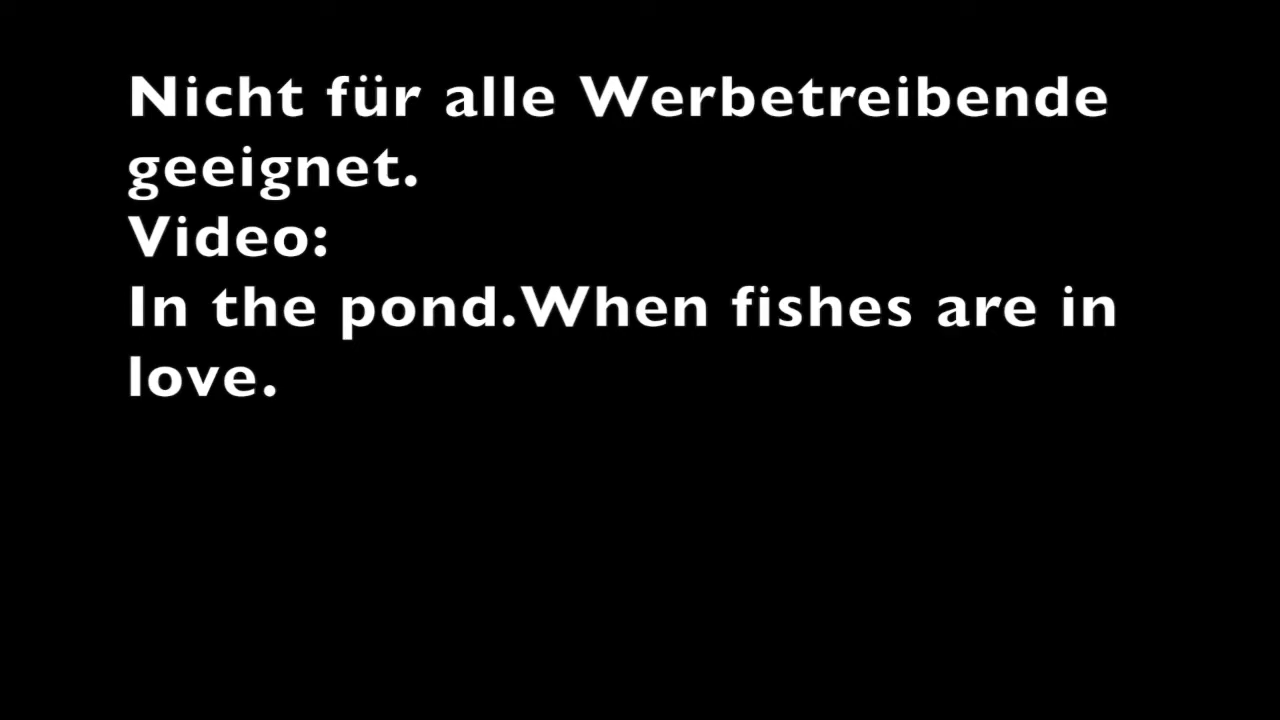 Nicht für alle Werbetreibende
geeignet.
Video:
In the pond.When fishes are in
love.